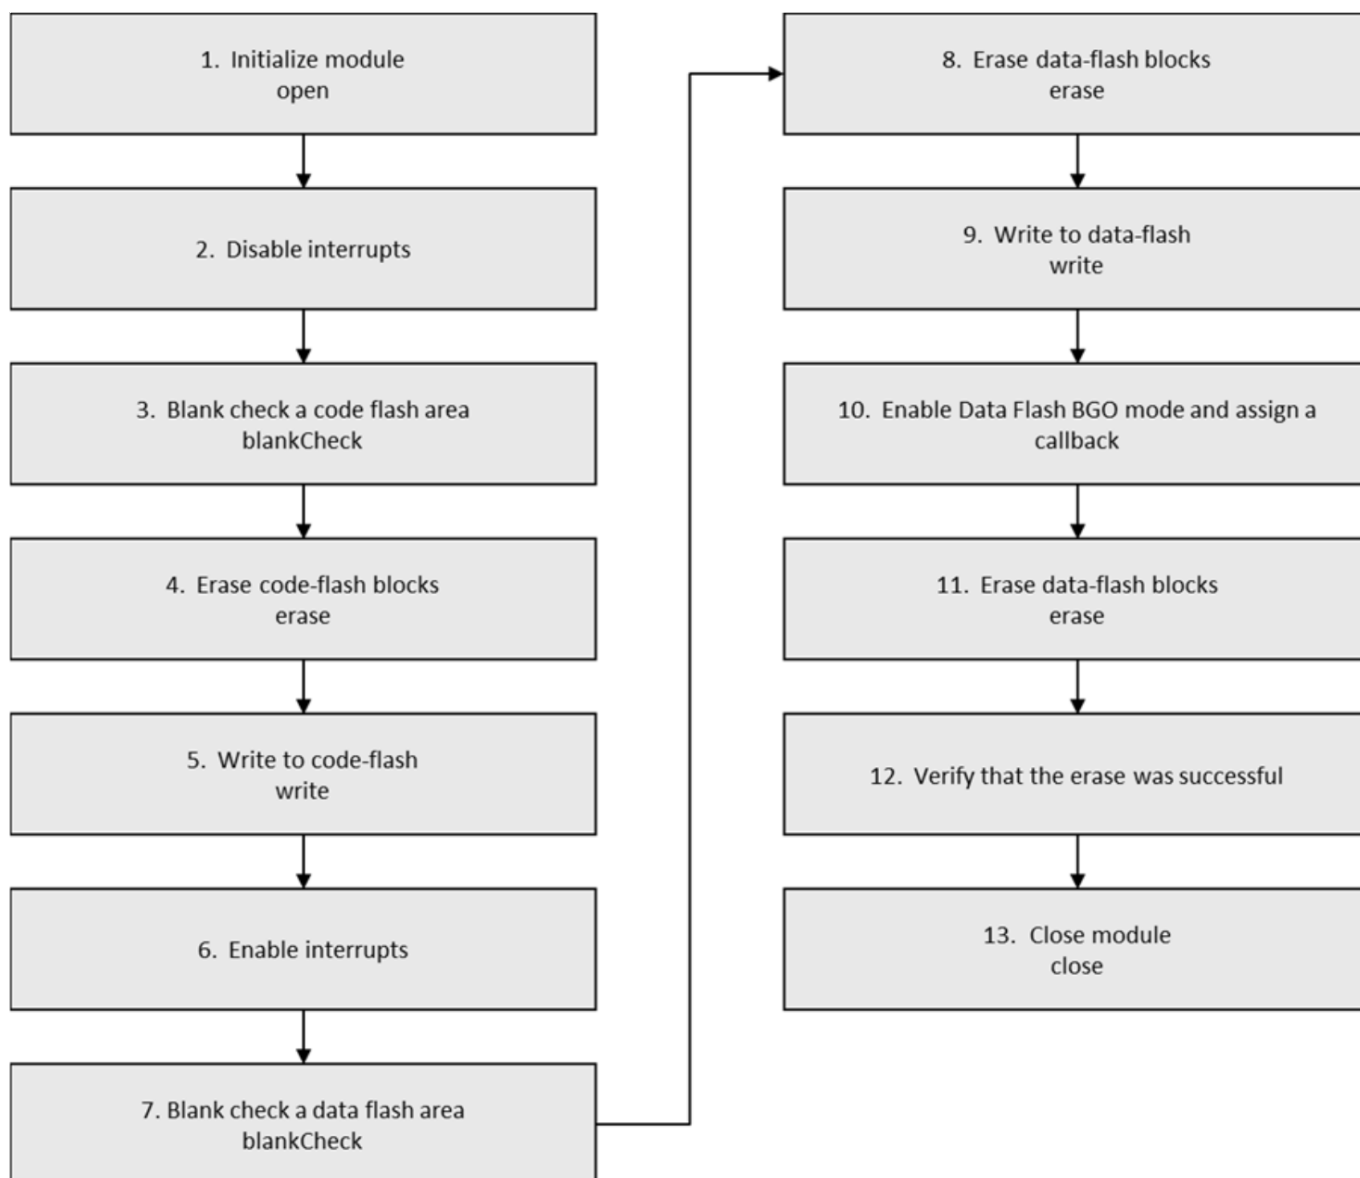 1. Initialize module
open
2. Disable interrupts
3. Blank check a code flash area
blankCheck
4. Erase code-flash blocks
erase
5. Write to code-flash
write
6. Enable interrupts
7. Blank check a data flash area
blankCheck
8. Erase data-flash blocks
erase
9. Write to data-flash
write
10. Enable Data Flash BGO mode and assign a
callback
11. Erase data-flash blocks
erase
12. Verify that the erase was successful
13. Close module
close